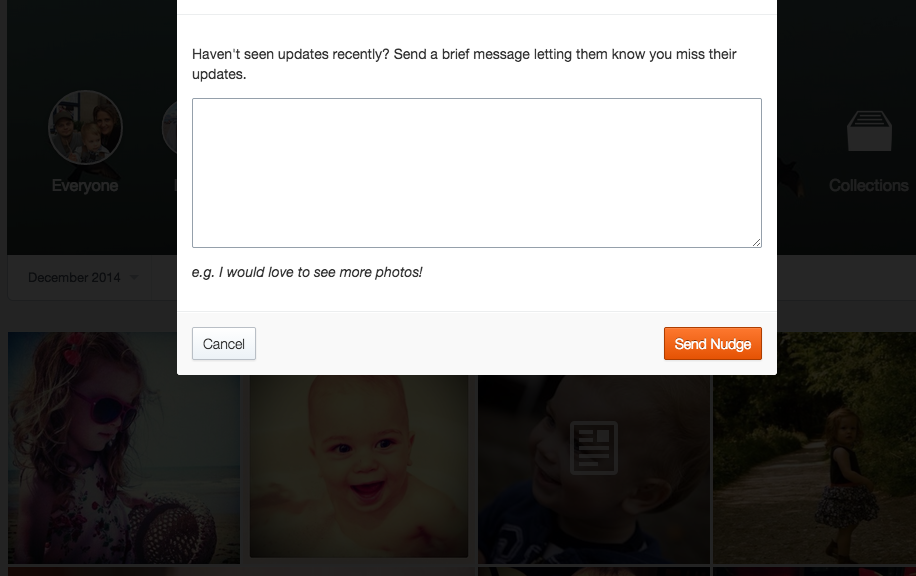 Haven't seen updates recently? Send a brief message letting them know you miss their
updates.
Everyone
Collections
December 2014
e.g. I would love to see more photos!
Cancel
Send Nudge